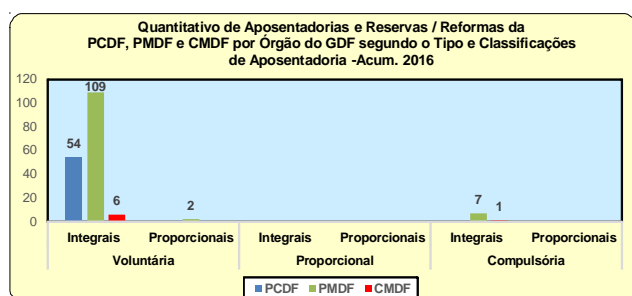 Quantitativo de Aposentadorias e Reservas / Reformas da
PCDF, PMDF e CMDF por Órgão do GDF segundo o Tipo e Classificações
de Aposentadoria -Acum. 2016
120
100
80
60
40
20
0
54
109
6
2
7
1
Integrais Proporcionais Integrais Proporcionais Integrais Proporcionais
Voluntária Proporcional Compulsória
PCDF PMDF CMDF